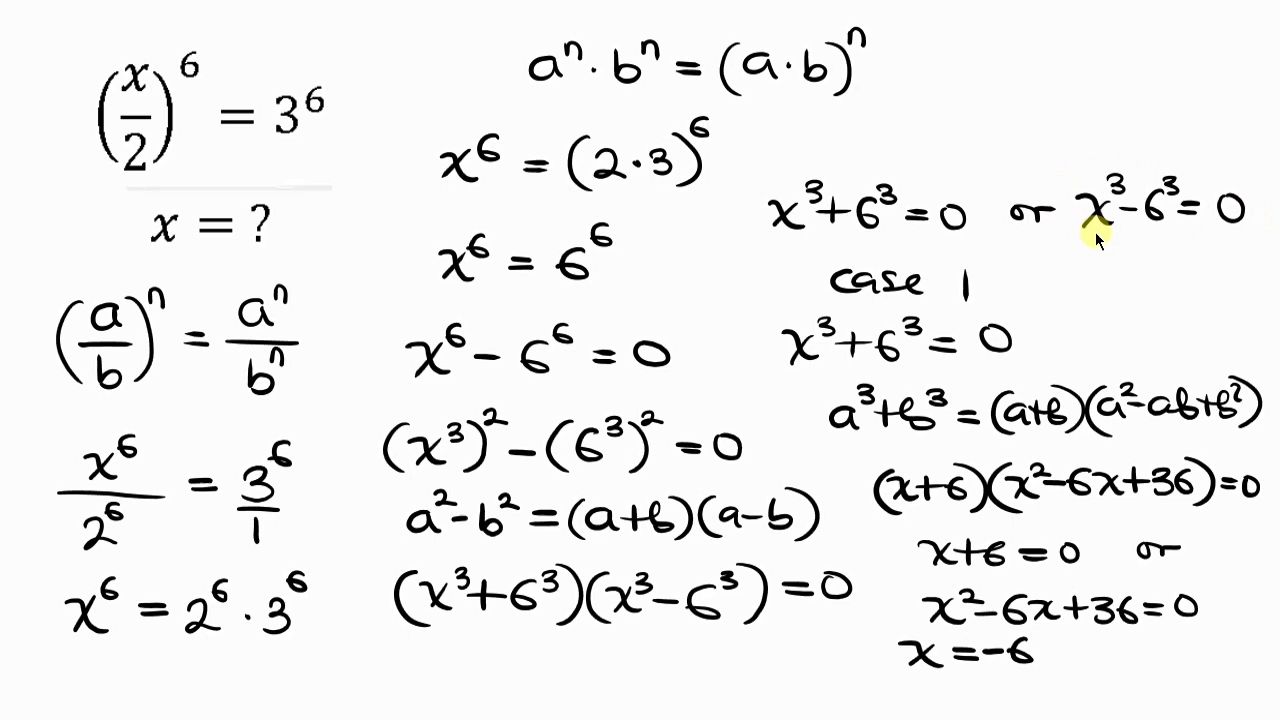 (x/2)^6 = 3^6
x = ?
(a/b)^n = a^n/b^n
x^6/2^6 = 3^6/1
x^6 = 2^6 · 3^6
a^n · b^n = (a · b)^n
x^6 = (2 · 3)^6
x^6 = 6^6
x^6 - 6^6 = 0
(x^3)^2 - (6^3)^2 = 0
a^2 - b^2 = (a+b)(a-b)
(x^3+6^3)(x^3-6^3) = 0
x^3+6^3 = 0 or x^3-6^3 = 0
case 1
x^3+6^3 = 0
a^3+b^3 = (a+b)(a^2-ab+b^2)
(x+6)(x^2-6x+36) = 0
x+6 = 0 or
x^2-6x+36 = 0
x = -6